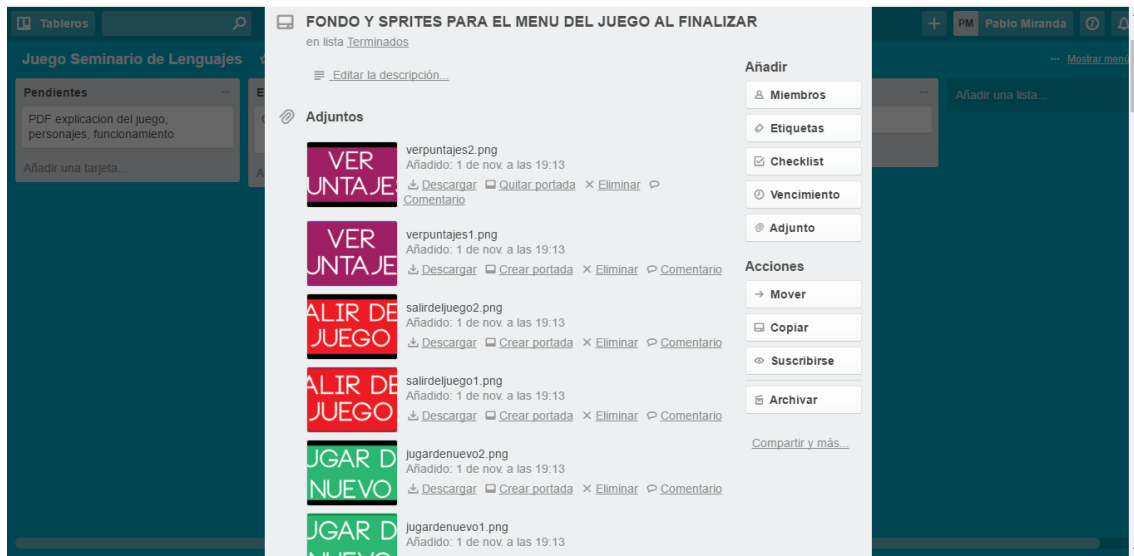 Tableros
FONDO Y SPRITES PARA EL MENU DEL JUEGO AL FINALIZAR
PM Pablo Miranda
en lista Terminados
Juego Seminario de Lenguajes
Mostrar menú
Editar la descripción...
Pendientes
PDF explicacion del juego,
personajes, funcionamiento
Añadir una tarjeta...
Añadir una lista...
Adjuntos
VER
UNTAJES
verpuntajes2.png
Añadido: 1 de nov. a las 19:13
Descargar Quitar portada Eliminar
Comentario
VER
UNTAJE
verpuntajes1.png
Añadido: 1 de nov. a las 19:13
Descargar Crear portada Eliminar Comentario
ALIR DE
JUEGO
salirdeljuego2.png
Añadido: 1 de nov. a las 19:13
Descargar Crear portada Eliminar Comentario
ALIR DE
JUEGO
salirdeljuego1.png
Añadido: 1 de nov. a las 19:13
Descargar Crear portada Eliminar Comentario
UGAR D
NUEVO
jugardenuevo2.png
Añadido: 1 de nov. a las 19:13
Descargar Crear portada Eliminar Comentario
UGAR D
NUEVO
jugardenuevo1.png
Añadido: 1 de nov. a las 19:13
Añadir
Miembros
Etiquetas
Checklist
Vencimiento
Adjunto
Acciones
Mover
Copiar
Suscribirse
Archivar
Compartir y más...